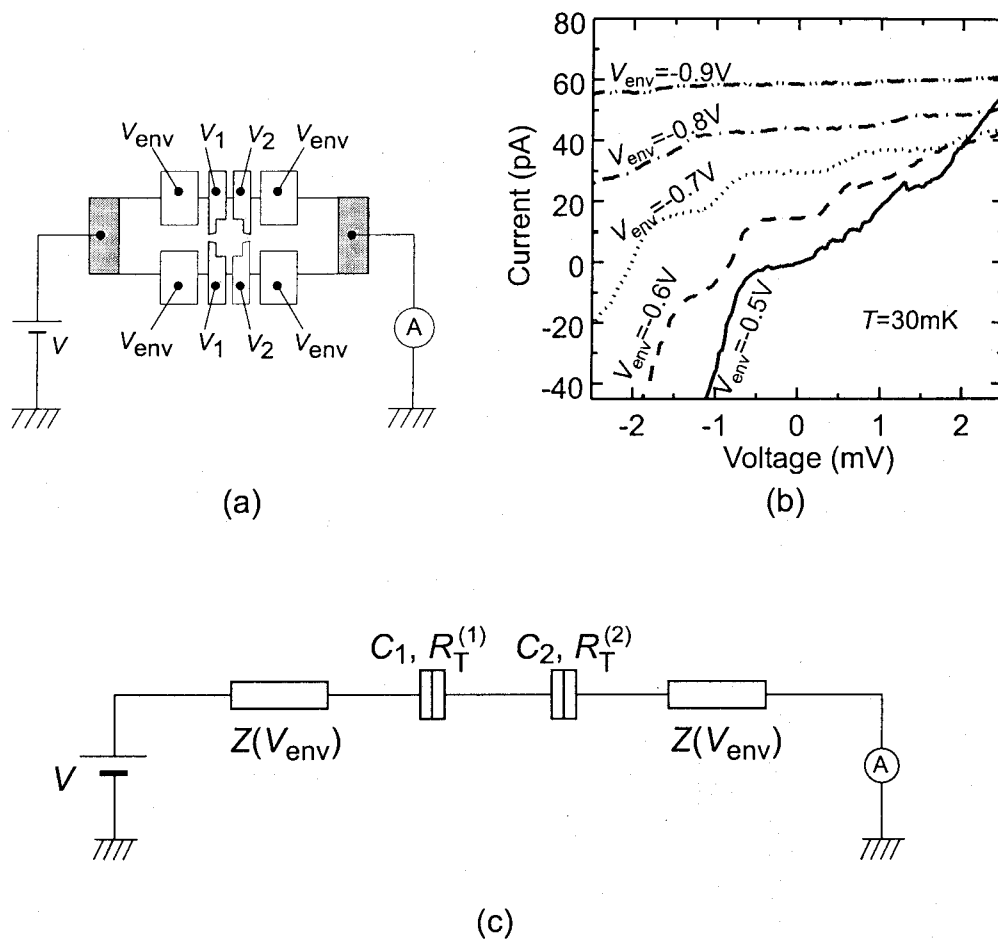 V_env V_1 V_2 V_env
V
A
V_env V_1 V_2 V_env
(a)
80
60
40
20
0
-20
-40
Current (pA)
V_env=-0.9V
V_env=-0.8V
V_env=-0.7V
V_env=-0.6V
V_env=-0.5V
T=30mK
-2 -1 0 1 2
Voltage (mV)
(b)
C_1, R_T^(1) C_2, R_T^(2)
Z(V_env) Z(V_env)
V
A
(c)